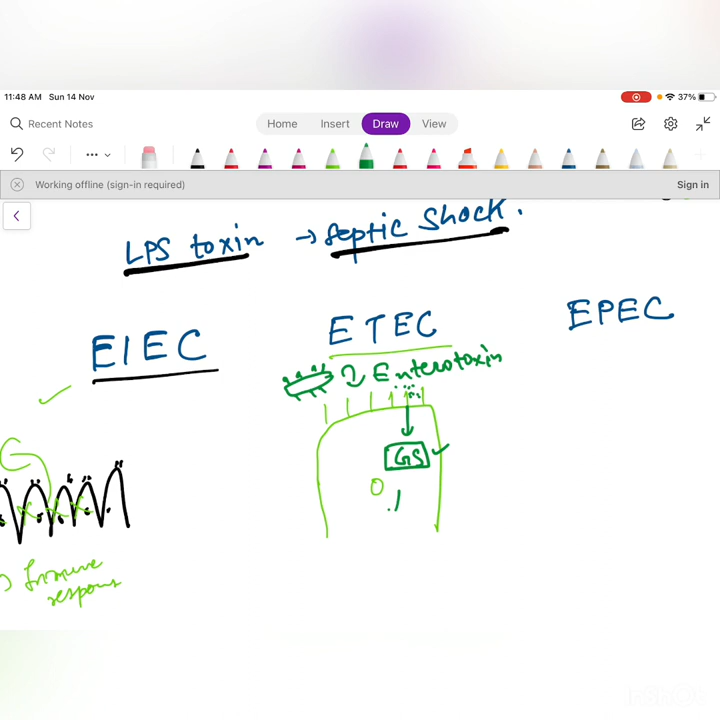 11:48 AM Sun 14 Nov
37%
Recent Notes
Home Insert Draw View
Working offline (sign-in required)
Sign in
LPS toxin → Septic Shock.
EIEC
ETEC
EPEC
Enterotoxin
GS
Immune
respons